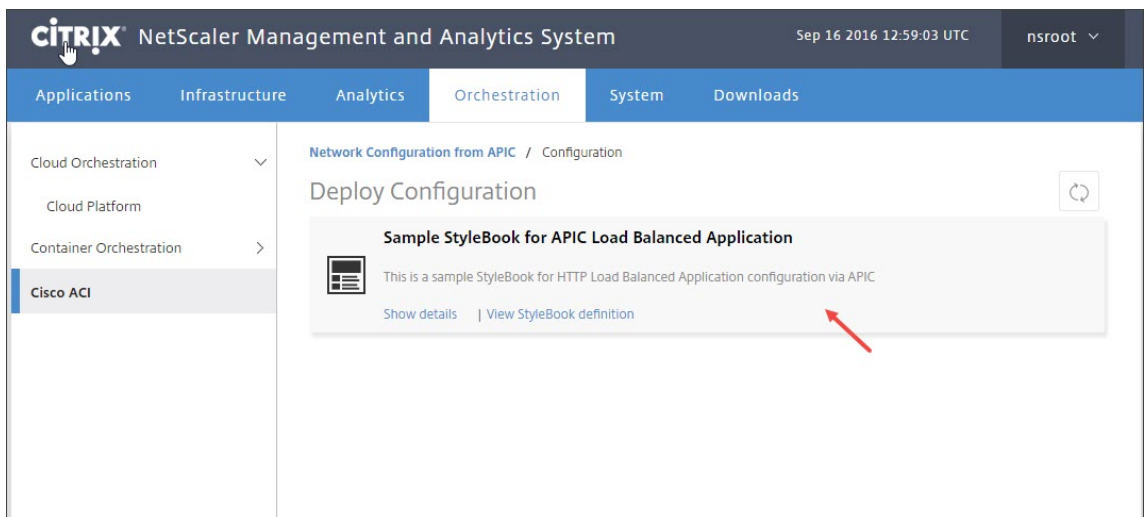 CiTRIX® NetScaler Management and Analytics System
Sep 16 2016 12:59:03 UTC
nsroot
Applications Infrastructure Analytics Orchestration System Downloads
Cloud Orchestration
Cloud Platform
Container Orchestration
Cisco ACI
Network Configuration from APIC / Configuration
Deploy Configuration
Sample StyleBook for APIC Load Balanced Application
This is a sample StyleBook for HTTP Load Balanced Application configuration via APIC
Show details | View StyleBook definition